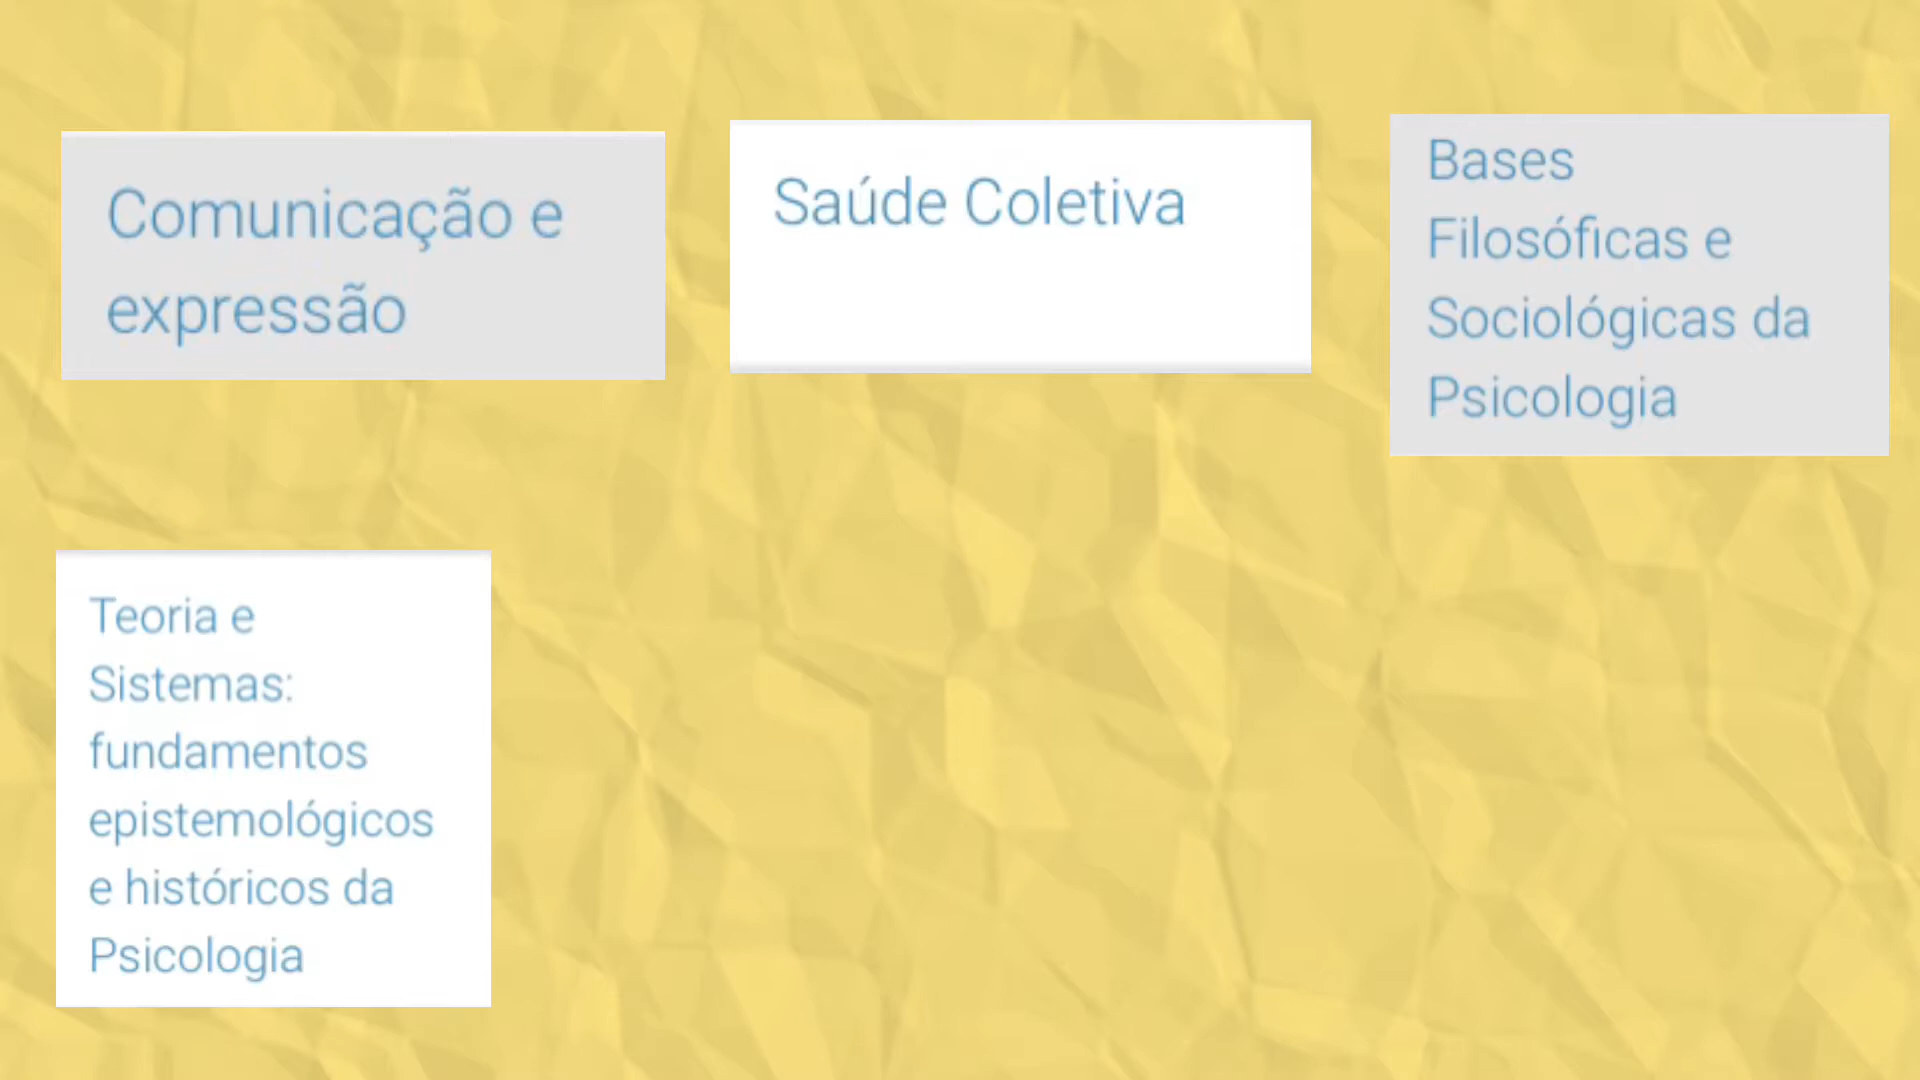 Comunicação e
expressão
Saúde Coletiva
Bases
Filosóficas e
Sociológicas da
Psicologia
Teoria e
Sistemas:
fundamentos
epistemológicos
e históricos da
Psicologia